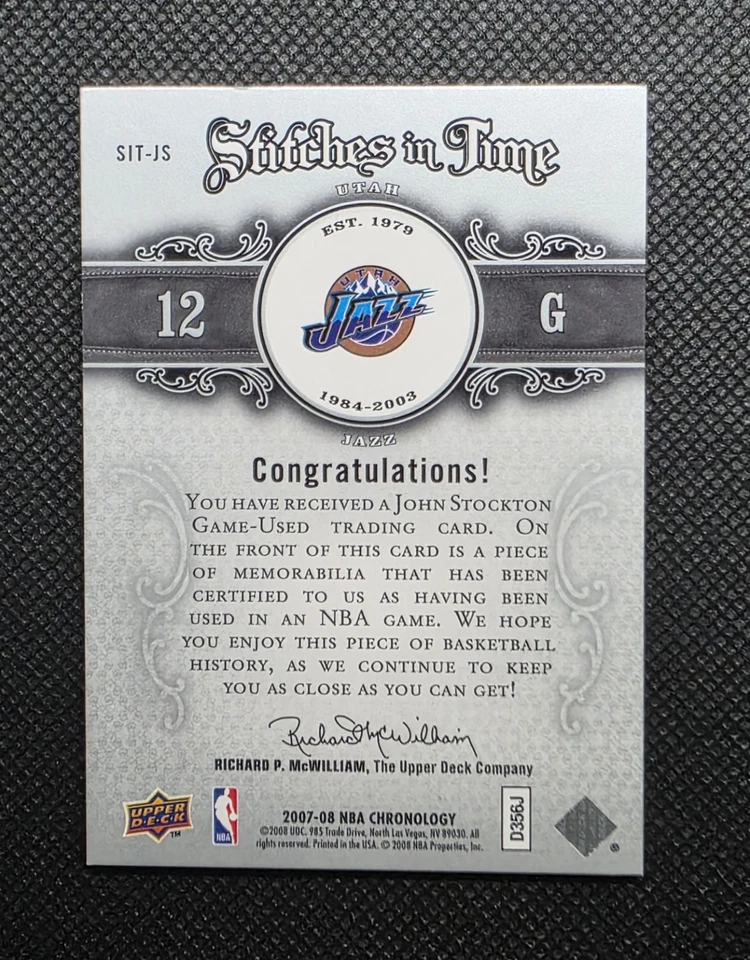 SIT-JS
Stitches in Time
UTAH
EST. 1979
12
UTAH
JAZZ
G
1984-2003
JAZZ
Congratulations!
YOU HAVE RECEIVED A JOHN STOCKTON
GAME-USED TRADING CARD. ON
THE FRONT OF THIS CARD IS A PIECE
OF MEMORABILIA THAT HAS BEEN
CERTIFIED TO US AS HAVING BEEN
USED IN AN NBA GAME. WE HOPE
YOU ENJOY THIS PIECE OF BASKETBALL
HISTORY, AS WE CONTINUE TO KEEP
YOU AS CLOSE AS YOU CAN GET!
Richard McWilliam
RICHARD P. McWILLIAM, The Upper Deck Company
UPPER
D·E·C·K
TM
NBA
2007-08 NBA CHRONOLOGY
©2008 UDC. 985 Trade Drive, North Las Vegas, NV 89030. All
rights reserved. Printed in the USA. © 2008 NBA Properties, Inc.
D356J
®